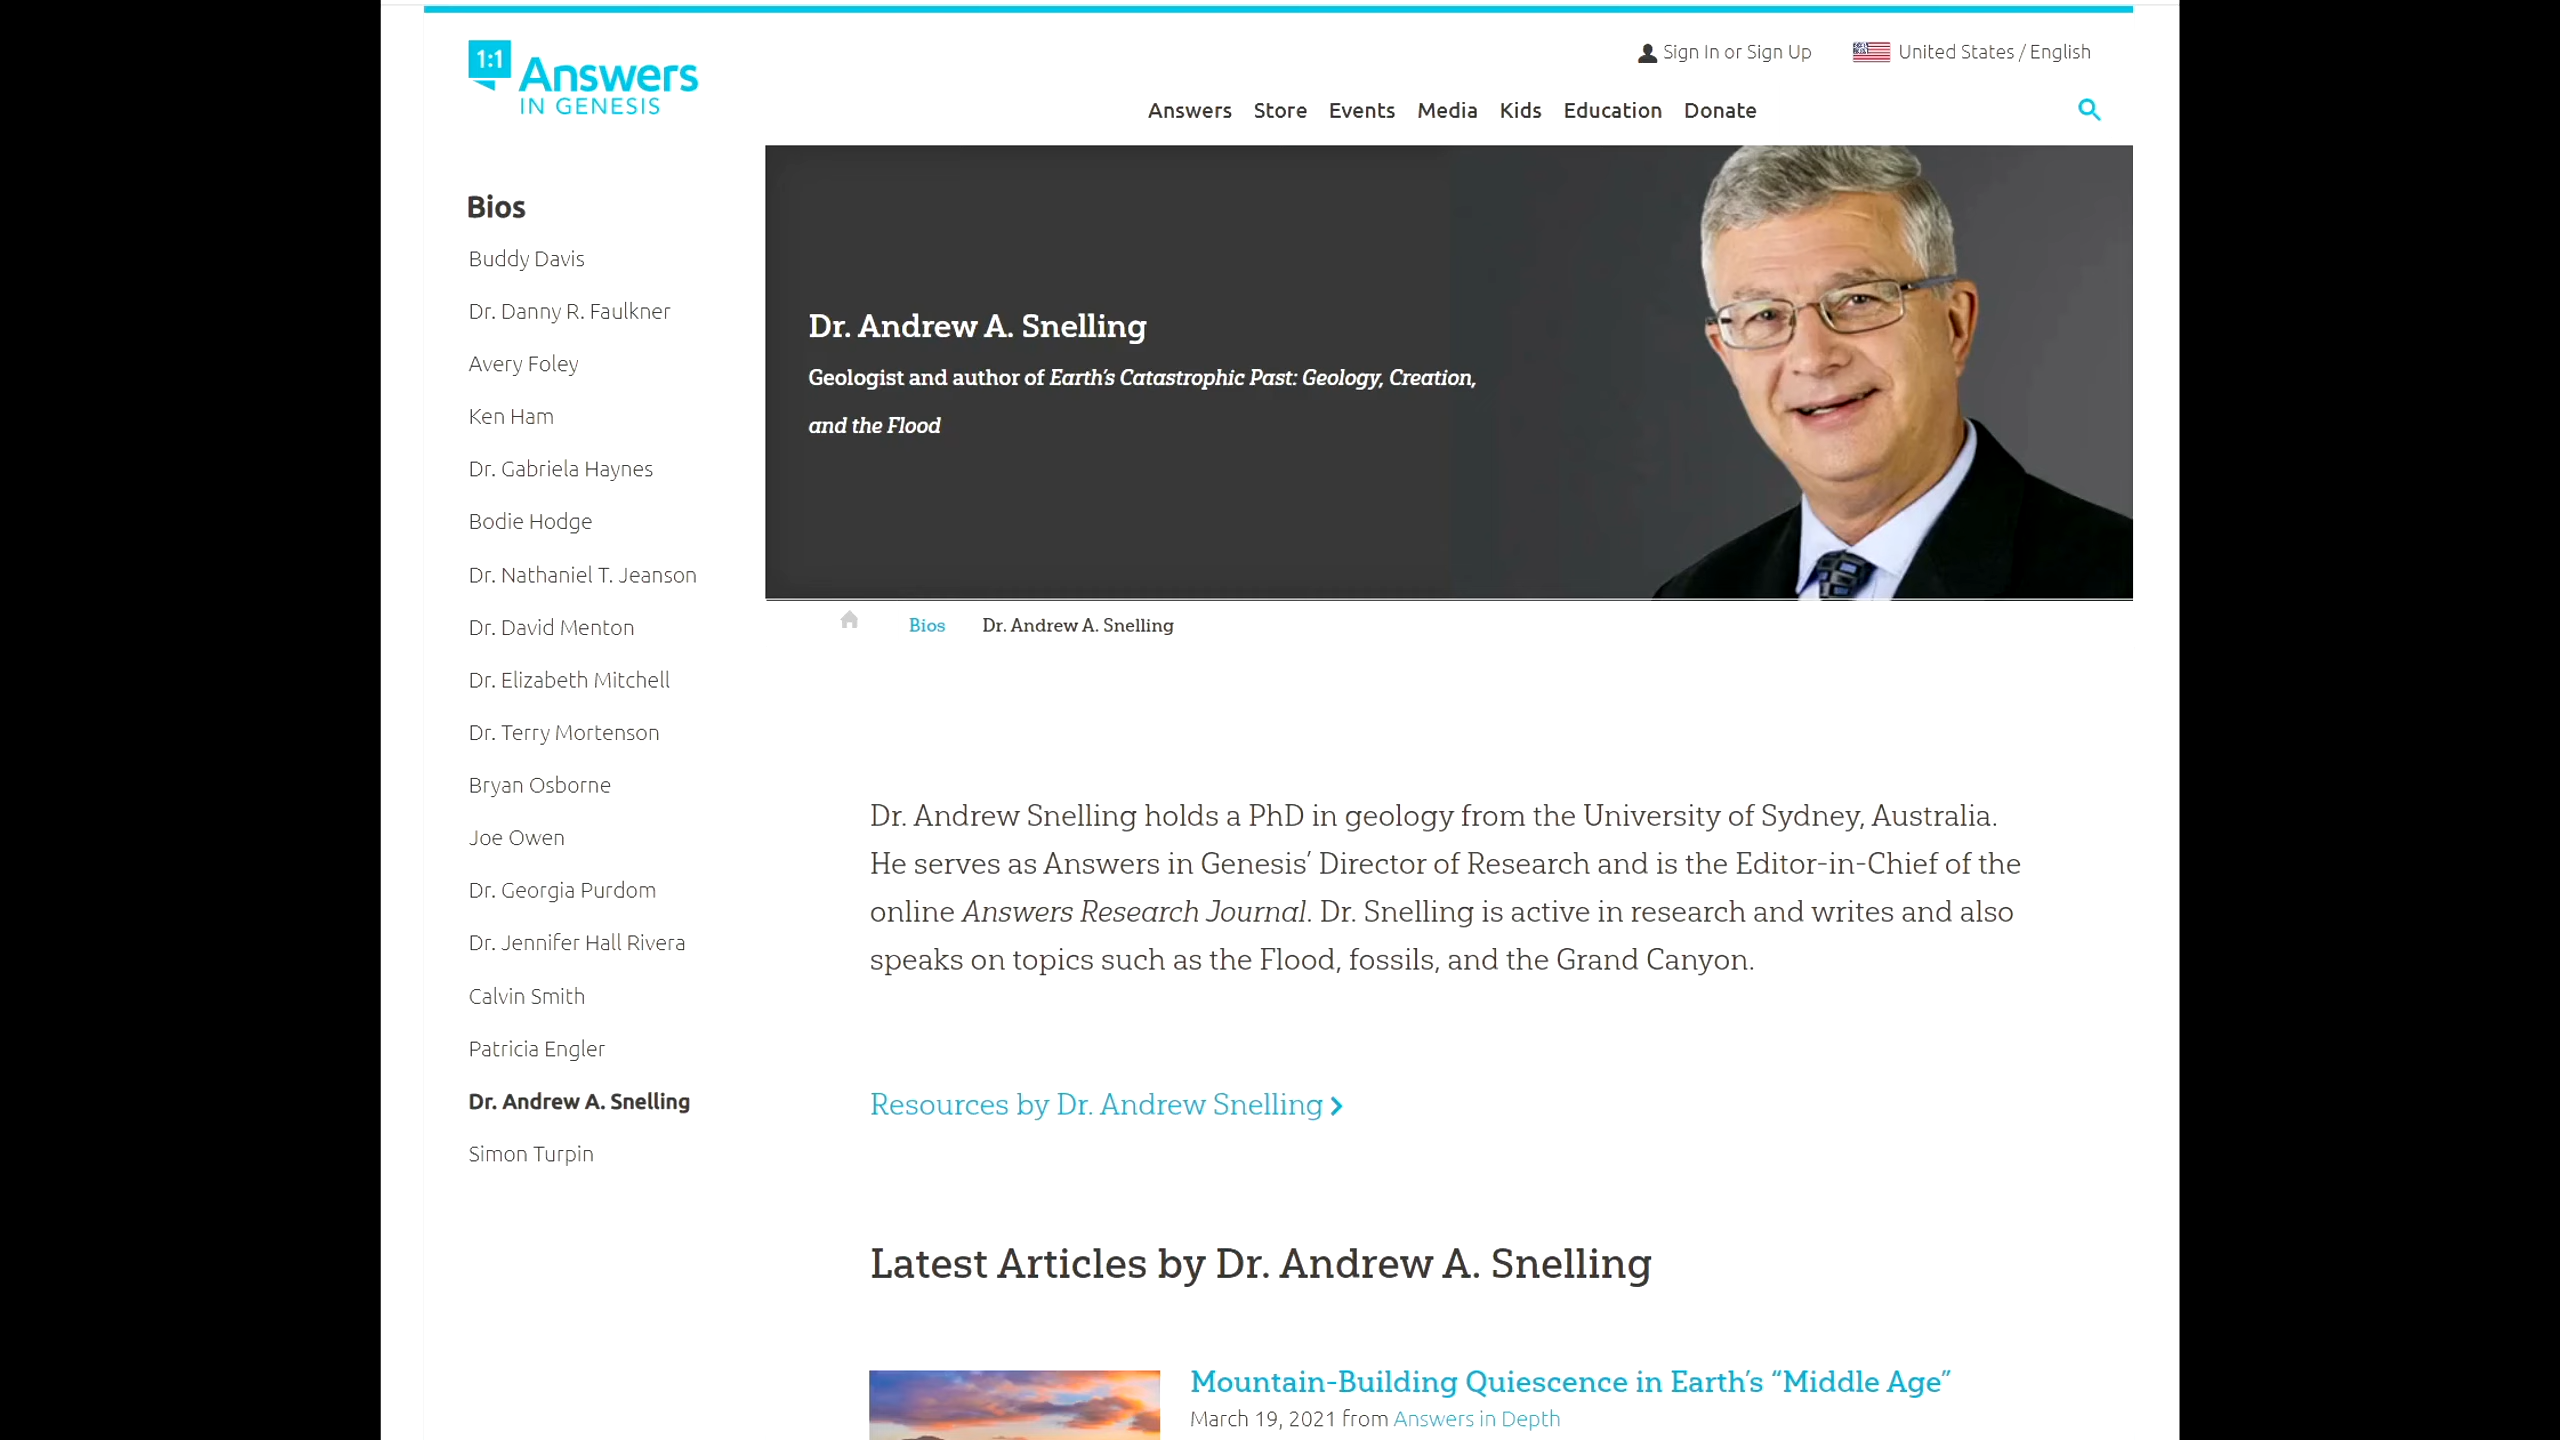 1:1
Answers
IN GENESIS
Sign In or Sign Up
United States / English
Answers Store Events Media Kids Education Donate
Bios
Buddy Davis
Dr. Danny R. Faulkner
Avery Foley
Ken Ham
Dr. Gabriela Haynes
Bodie Hodge
Dr. Nathaniel T. Jeanson
Dr. David Menton
Dr. Elizabeth Mitchell
Dr. Terry Mortenson
Bryan Osborne
Joe Owen
Dr. Georgia Purdom
Dr. Jennifer Hall Rivera
Calvin Smith
Patricia Engler
Dr. Andrew A. Snelling
Simon Turpin
Dr. Andrew A. Snelling
Geologist and author of Earth's Catastrophic Past: Geology, Creation,
and the Flood
Bios Dr. Andrew A. Snelling
Dr. Andrew Snelling holds a PhD in geology from the University of Sydney, Australia.
He serves as Answers in Genesis' Director of Research and is the Editor-in-Chief of the
online Answers Research Journal. Dr. Snelling is active in research and writes and also
speaks on topics such as the Flood, fossils, and the Grand Canyon.
Resources by Dr. Andrew Snelling
Latest Articles by Dr. Andrew A. Snelling
Mountain-Building Quiescence in Earth's “Middle Age”
March 19, 2021 from Answers in Depth